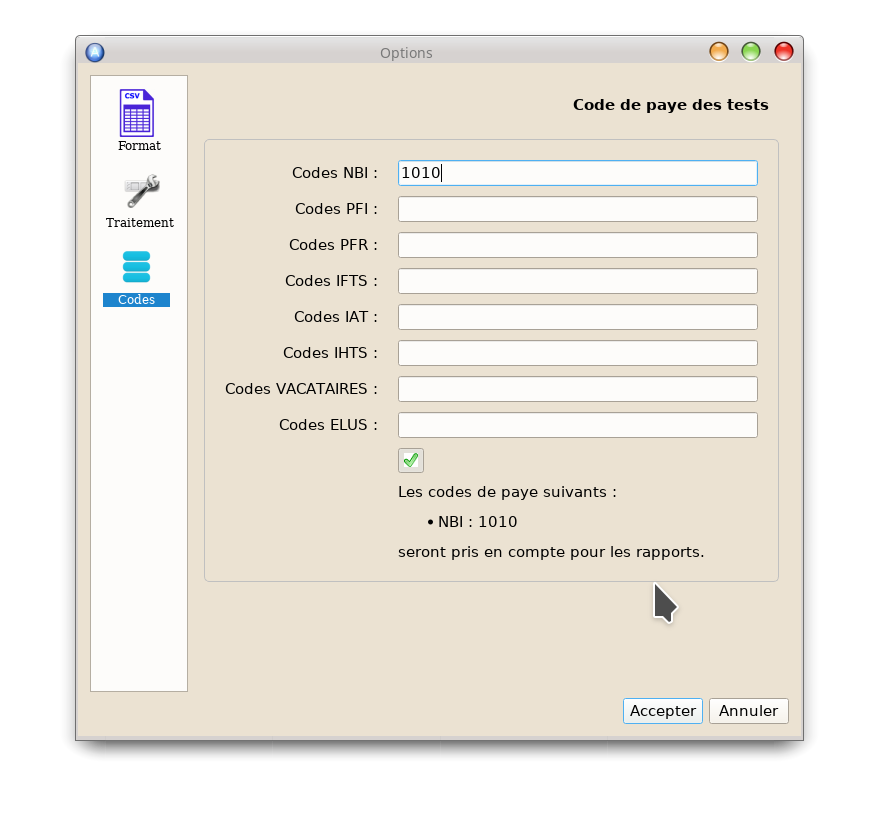 Options
CSV
Format
Traitement
Codes
Code de paye des tests
Codes NBI : 1010
Codes PFI :
Codes PFR :
Codes IFTS :
Codes IAT :
Codes IHTS :
Codes VACATAIRES :
Codes ELUS :
Les codes de paye suivants :
• NBI : 1010
seront pris en compte pour les rapports.
Accepter Annuler